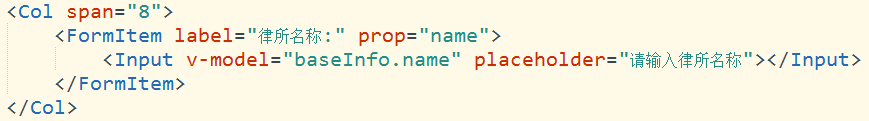 <Col span="8">
<FormItem label="律所名称:" prop="name">
<Input v-model="baseInfo.name" placeholder="请输入律所名称"></Input>
</FormItem>
</Col>